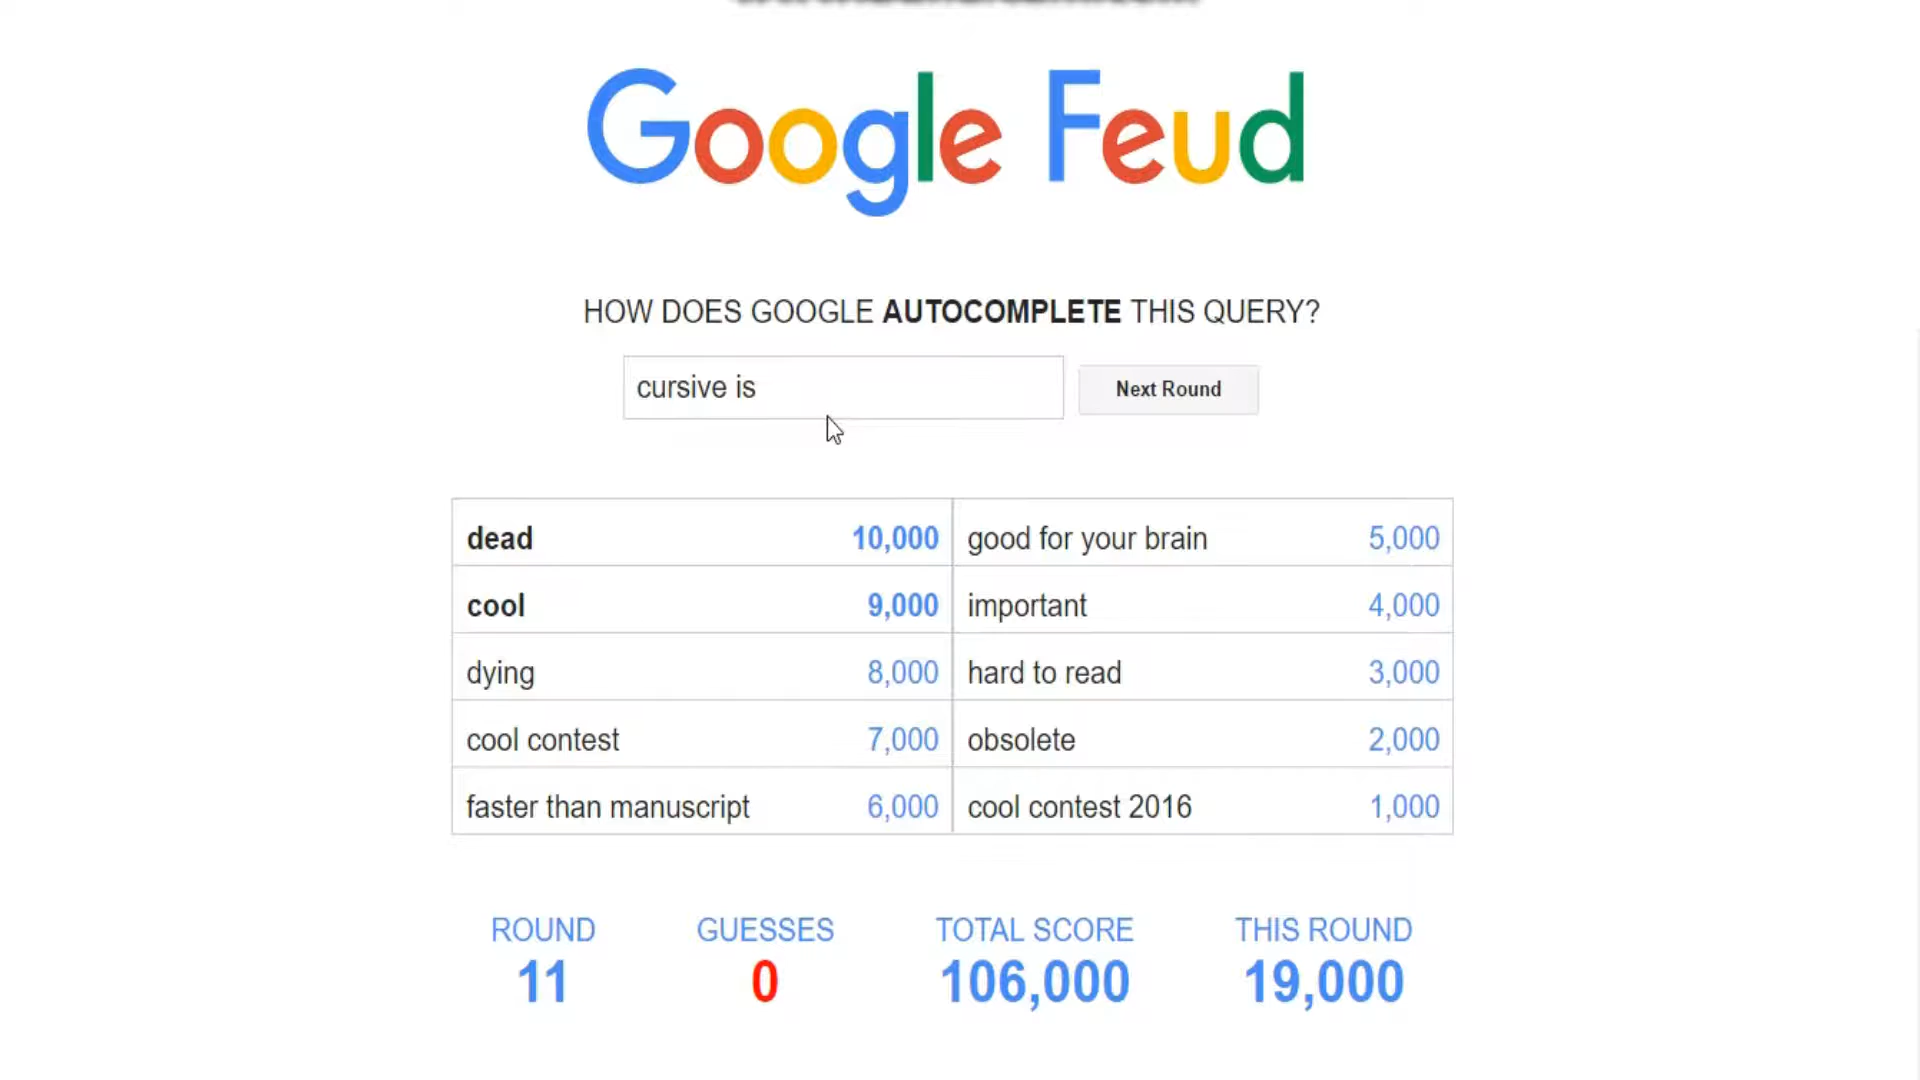 Google Feud
HOW DOES GOOGLE AUTOCOMPLETE THIS QUERY?
cursive is
Next Round
dead 10,000 good for your brain 5,000
cool 9,000 important 4,000
dying 8,000 hard to read 3,000
cool contest 7,000 obsolete 2,000
faster than manuscript 6,000 cool contest 2016 1,000
ROUND GUESSES TOTAL SCORE THIS ROUND
11 0 106,000 19,000